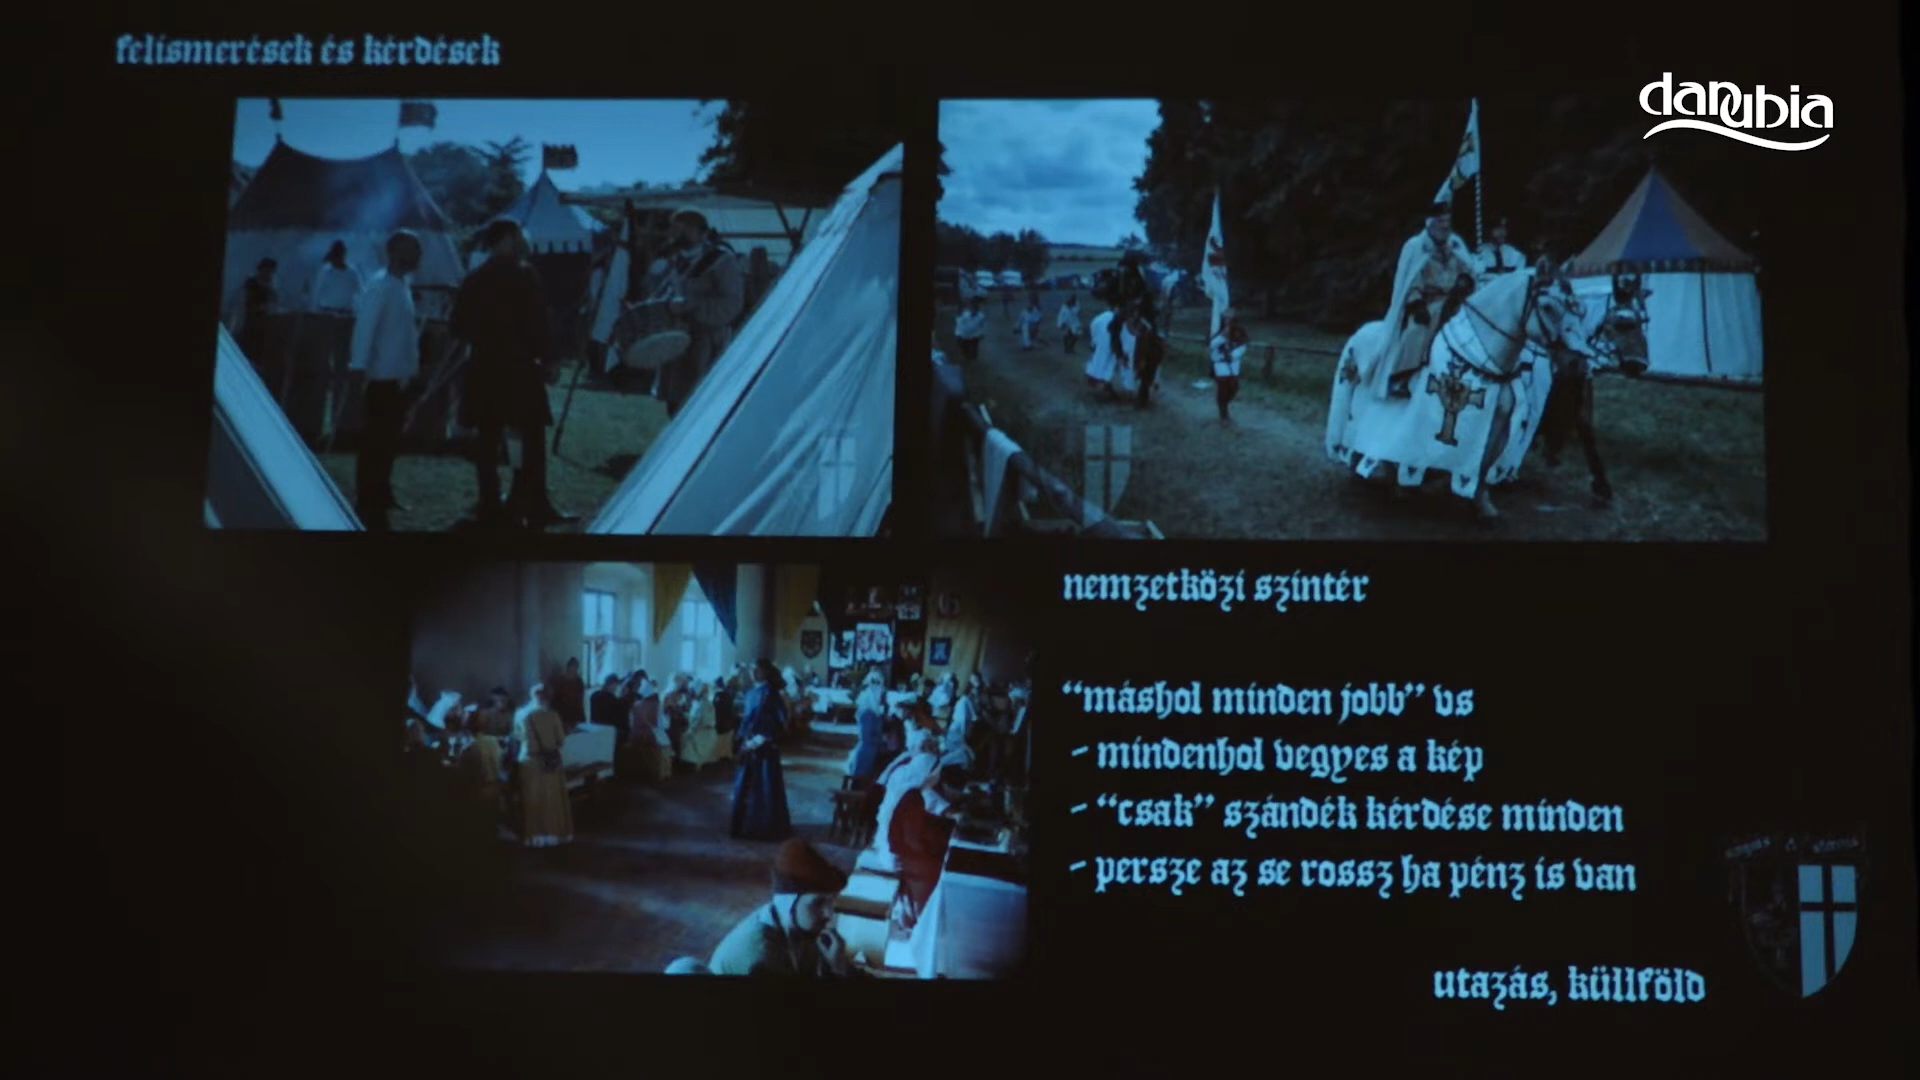 felismerések és kérdések
danubia
nemzetközi színtér
“máshol minden jobb” vs
- mindenhol vegyes a kép
- “csak” szándék kérdése minden
- persze az se rossz ha pénz is van
utazás, küllföld